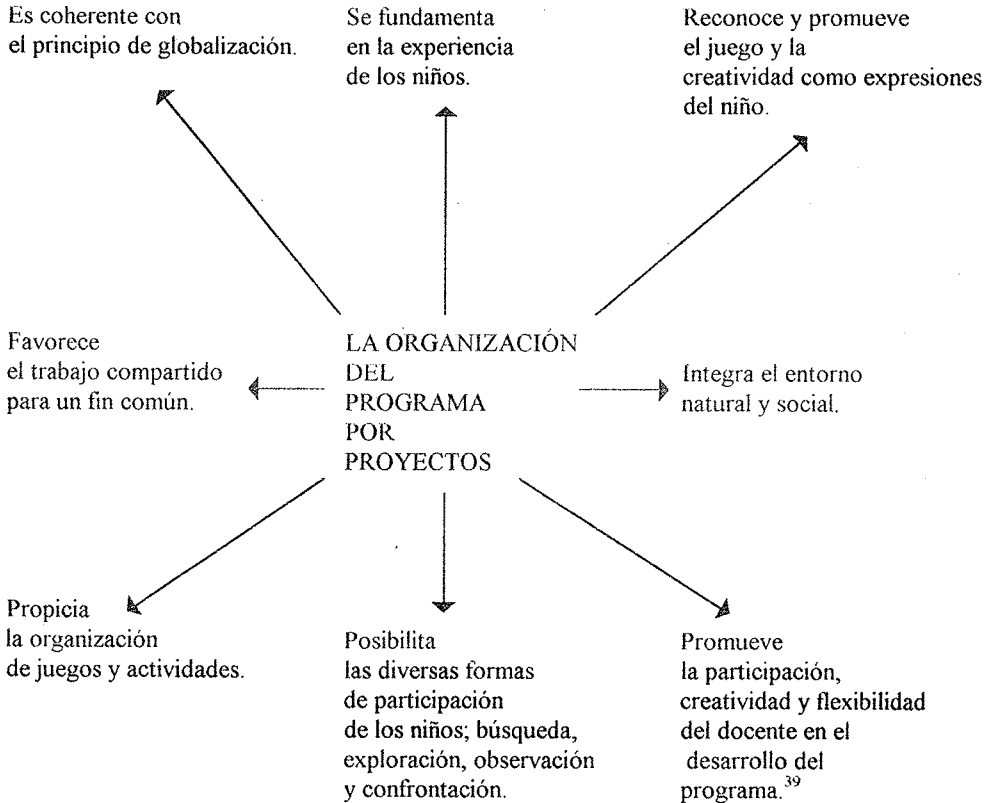 Es coherente con
el principio de globalización.
Se fundamenta
en la experiencia
de los niños.
Reconoce y promueve
el juego y la
creatividad como expresiones
del niño.
Favorece
el trabajo compartido
para un fin común.
LA ORGANIZACIÓN
DEL
PROGRAMA
POR
PROYECTOS
Integra el entorno
natural y social.
Propicia
la organización
de juegos y actividades.
Posibilita
las diversas formas
de participación
de los niños; búsqueda,
exploración, observación
y confrontación.
Promueve
la participación,
creatividad y flexibilidad
del docente en el
desarrollo del
programa.³⁹